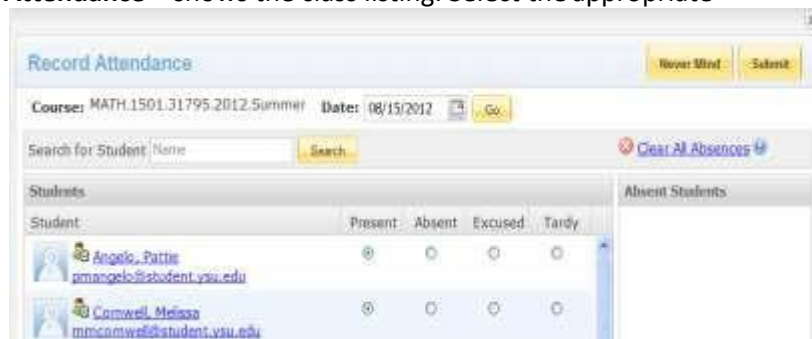 Attendance – shows the class listing. Select the appropriate
Record Attendance
Never Mind Submit
Course: MATH.1501.31795.2012.Summer Date: 08/15/2012 Go
Search for Student Name Search Clear All Absences
Students Absent Students
Student Present Absent Excused Tardy
Angelo, Pattie
pmangelo@student.ysu.edu
Cornwell, Melissa
mmcornwell@student.ysu.edu